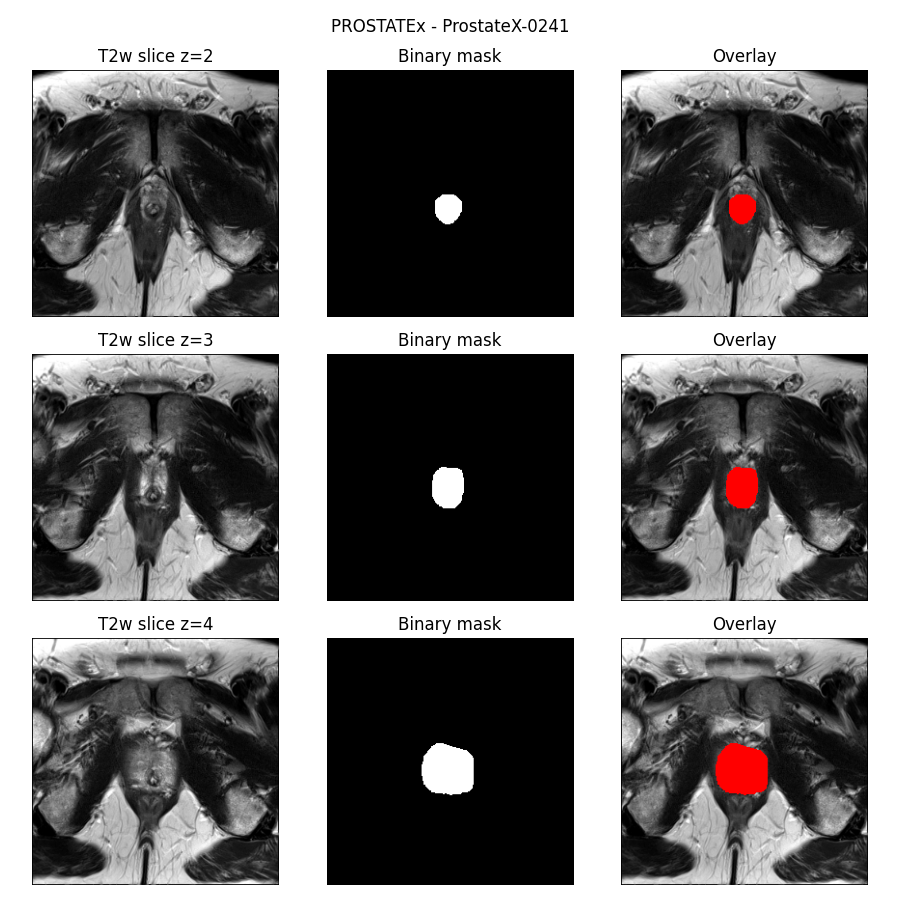 PROSTATEx - ProstateX-0241
T2w slice z=2 Binary mask Overlay
T2w slice z=3 Binary mask Overlay
T2w slice z=4 Binary mask Overlay